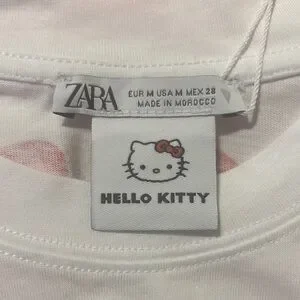 ZARA
EUR M USA M MEX 28
MADE IN MOROCCO
HELLO KITTY